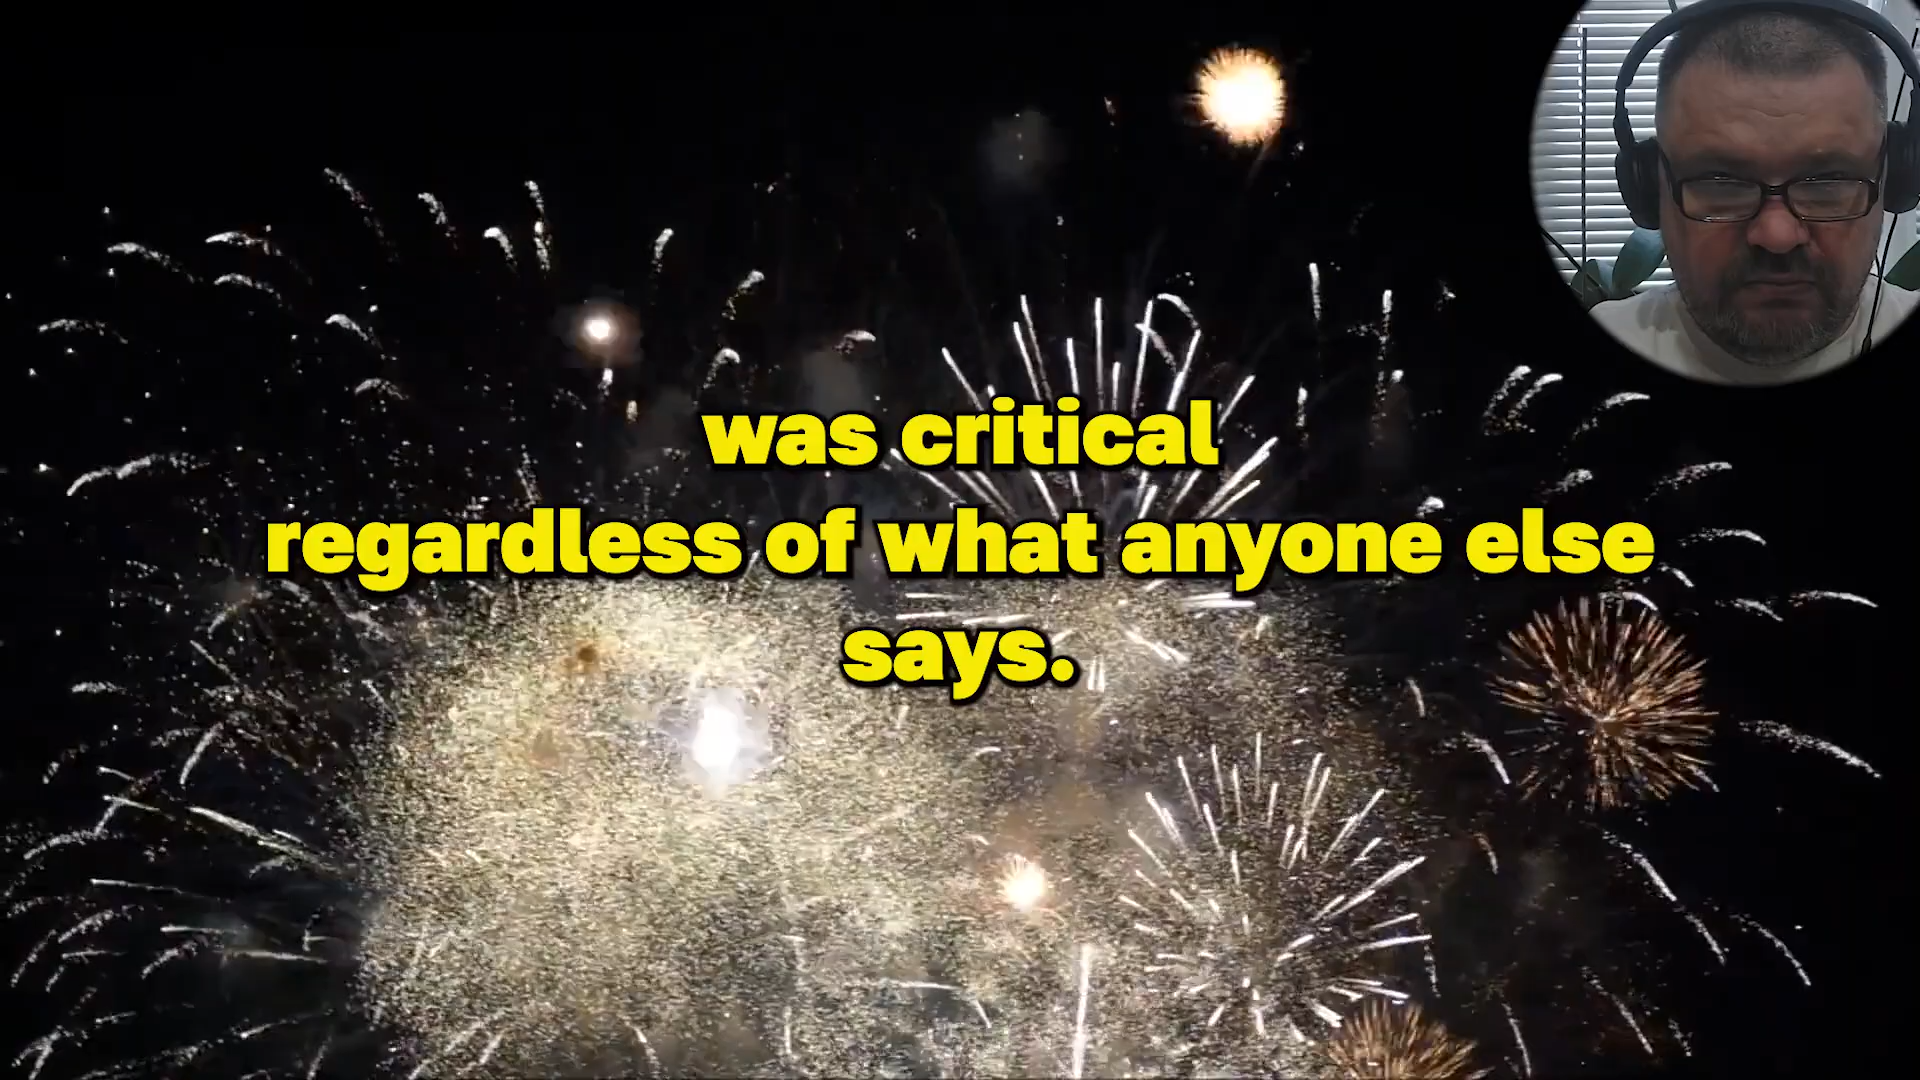 was critical
regardless of what anyone else
says.